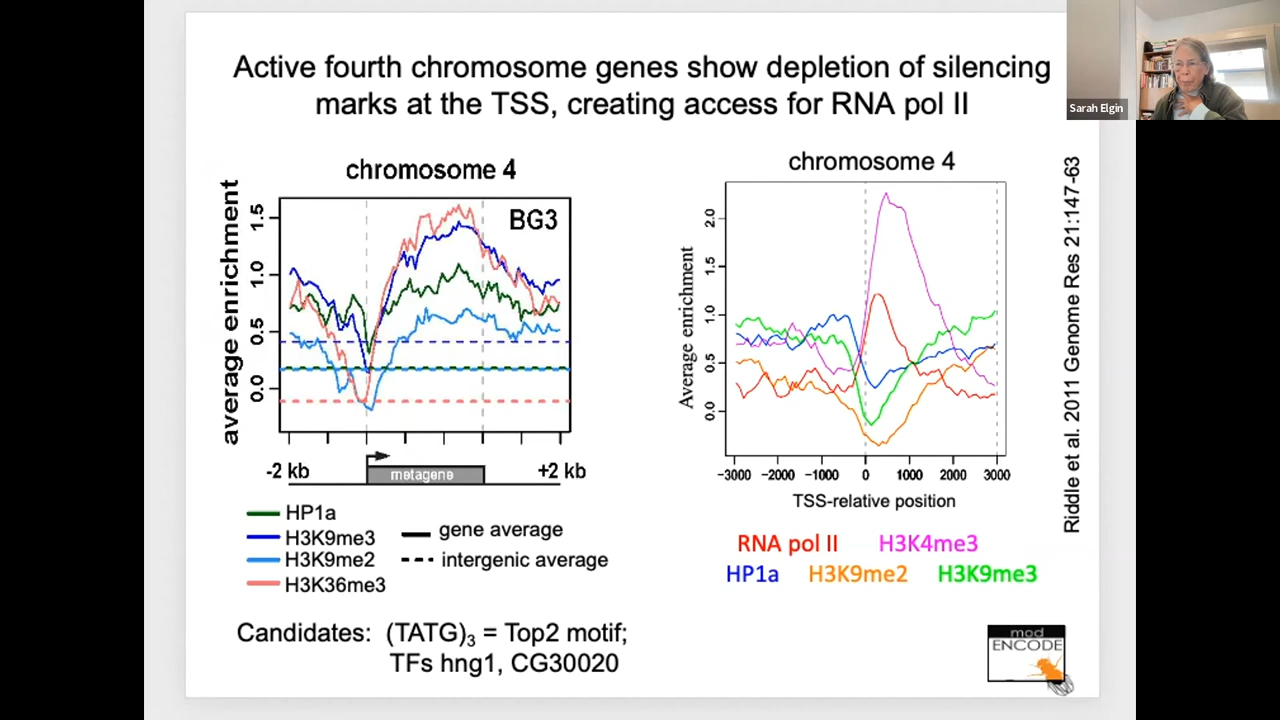 Active fourth chromosome genes show depletion of silencing
marks at the TSS, creating access for RNA pol II
Sarah Elgin
chromosome 4
average enrichment
1.5
1.0
0.5
0.0
BG3
-2 kb
metagene
+2 kb
HP1a
H3K9me3
H3K9me2
H3K36me3
gene average
intergenic average
chromosome 4
Average enrichment
2.0
1.5
1.0
0.5
0.0
−3000 −2000 −1000 0 1000 2000 3000
TSS-relative position
RNA pol II H3K4me3
HP1a H3K9me2 H3K9me3
Riddle et al. 2011 Genome Res 21:147-63
Candidates: (TATG)3 = Top2 motif;
TFs hng1, CG30020
mod
ENCODE